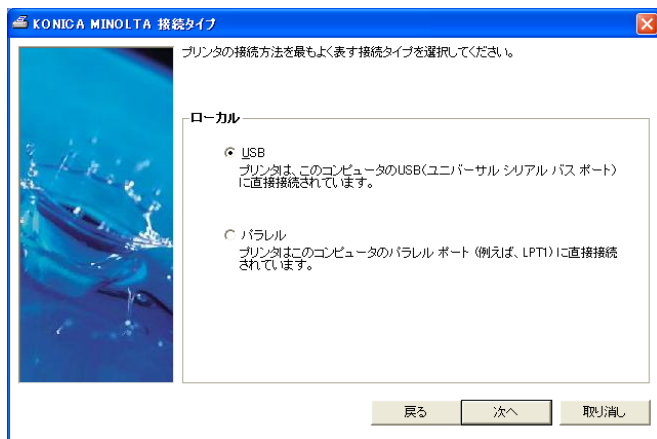 KONICA MINOLTA 接続タイプ
プリンタの接続方法を最もよく表す接続タイプを選択してください。
ローカル
USB
プリンタは、このコンピュータのUSB(ユニバーサル シリアル バス ポート)
に直接接続されています。
パラレル
プリンタはこのコンピュータのパラレル ポート (例えば、LPT1) に直接接続
されています。
戻る
次へ
取り消し